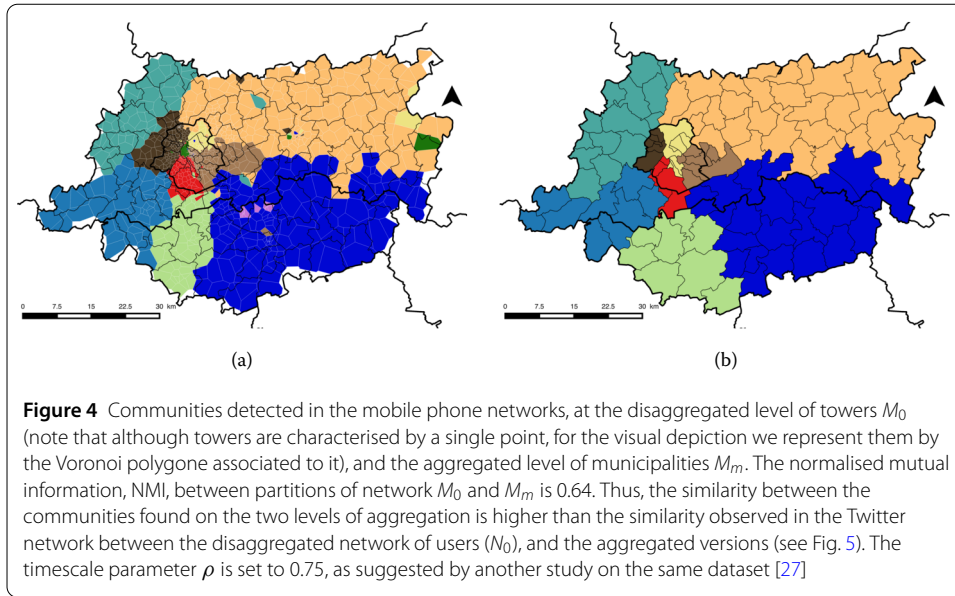 0 7.5 15 22.5 30 km
0 7.5 15 22.5 30 km
(a) (b)
Figure 4 Communities detected in the mobile phone networks, at the disaggregated level of towers M0
(note that although towers are characterised by a single point, for the visual depiction we represent them by
the Voronoi polygone associated to it), and the aggregated level of municipalities Mm. The normalised mutual
information, NMI, between partitions of network M0 and Mm is 0.64. Thus, the similarity between the
communities found on the two levels of aggregation is higher than the similarity observed in the Twitter
network between the disaggregated network of users (N0), and the aggregated versions (see Fig. 5). The
timescale parameter ρ is set to 0.75, as suggested by another study on the same dataset [27]